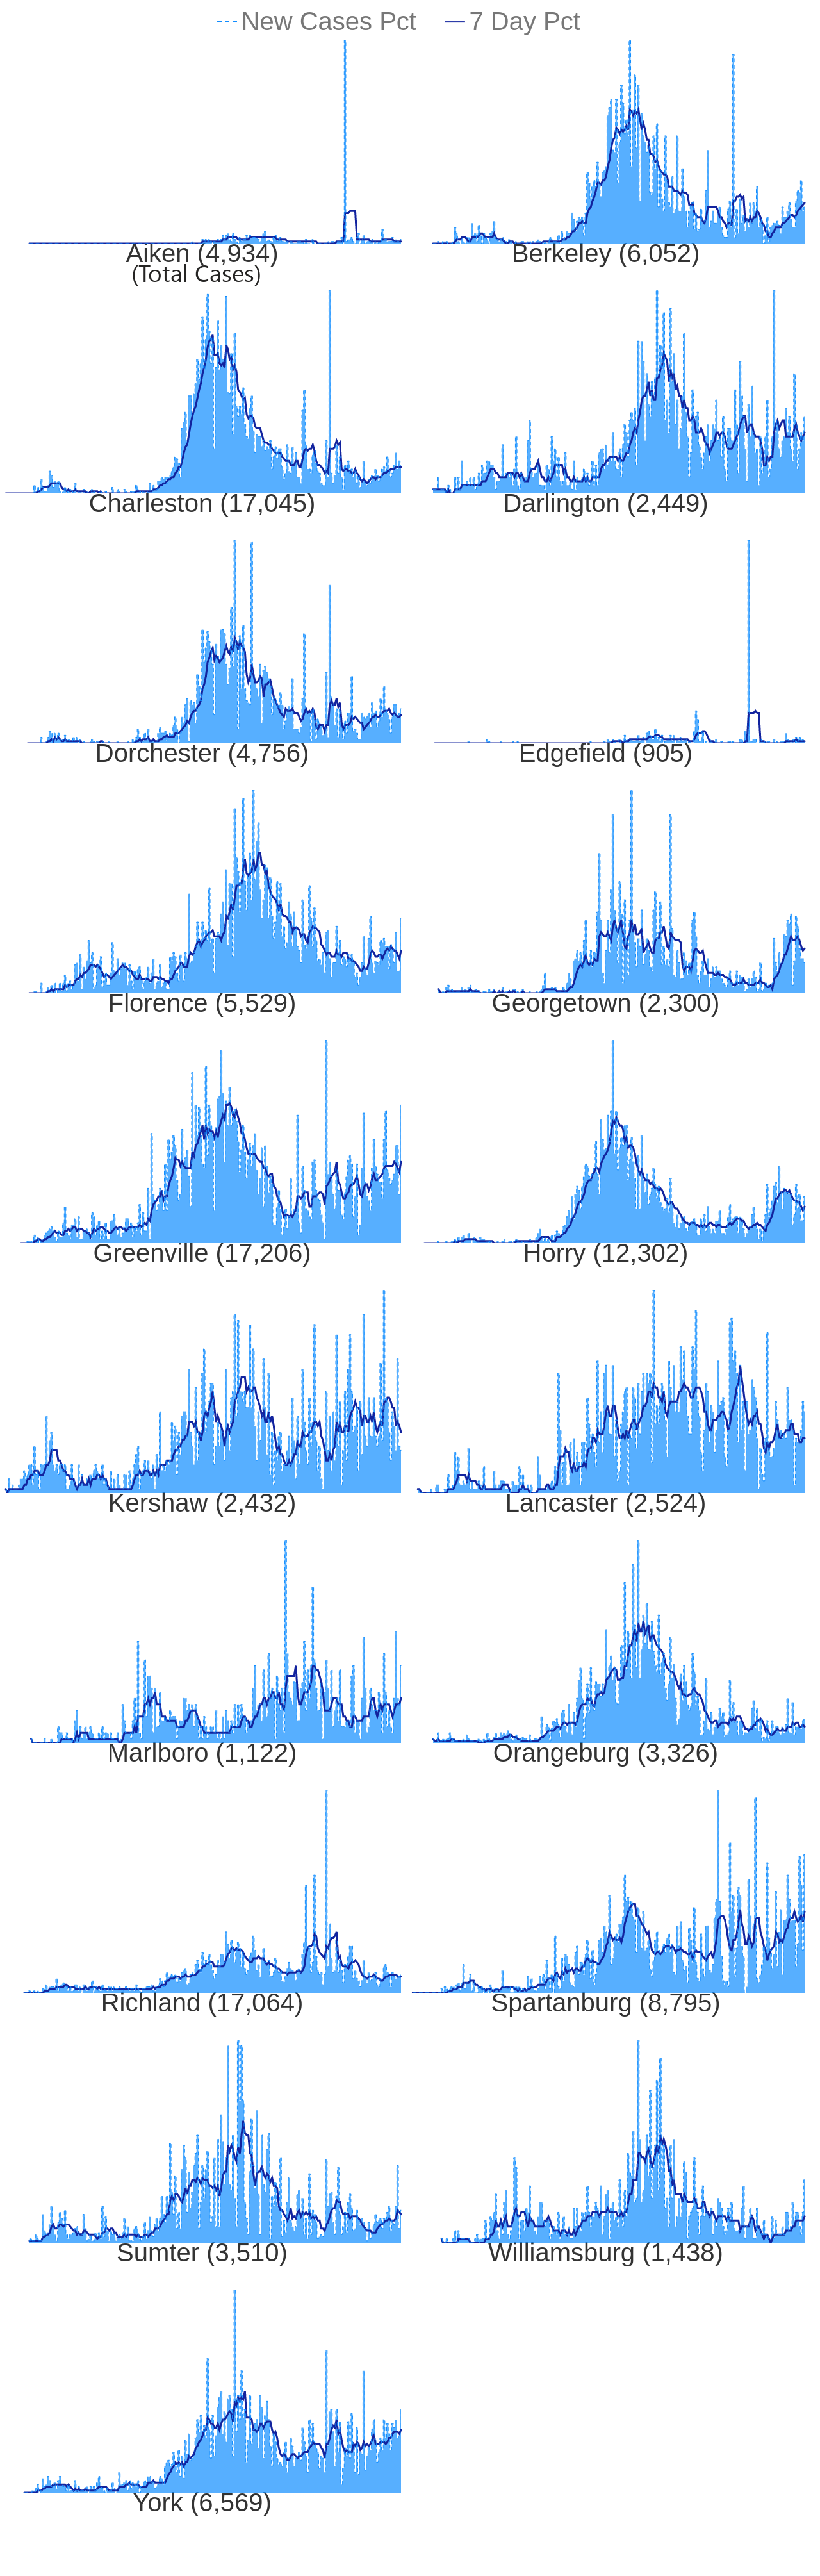 New Cases Pct 7 Day Pct
Aiken (4,934) Berkeley (6,052)
(Total Cases)
Charleston (17,045) Darlington (2,449)
Dorchester (4,756) Edgefield (905)
Florence (5,529) Georgetown (2,300)
Greenville (17,206) Horry (12,302)
Kershaw (2,432) Lancaster (2,524)
Marlboro (1,122) Orangeburg (3,326)
Richland (17,064) Spartanburg (8,795)
Sumter (3,510) Williamsburg (1,438)
York (6,569)